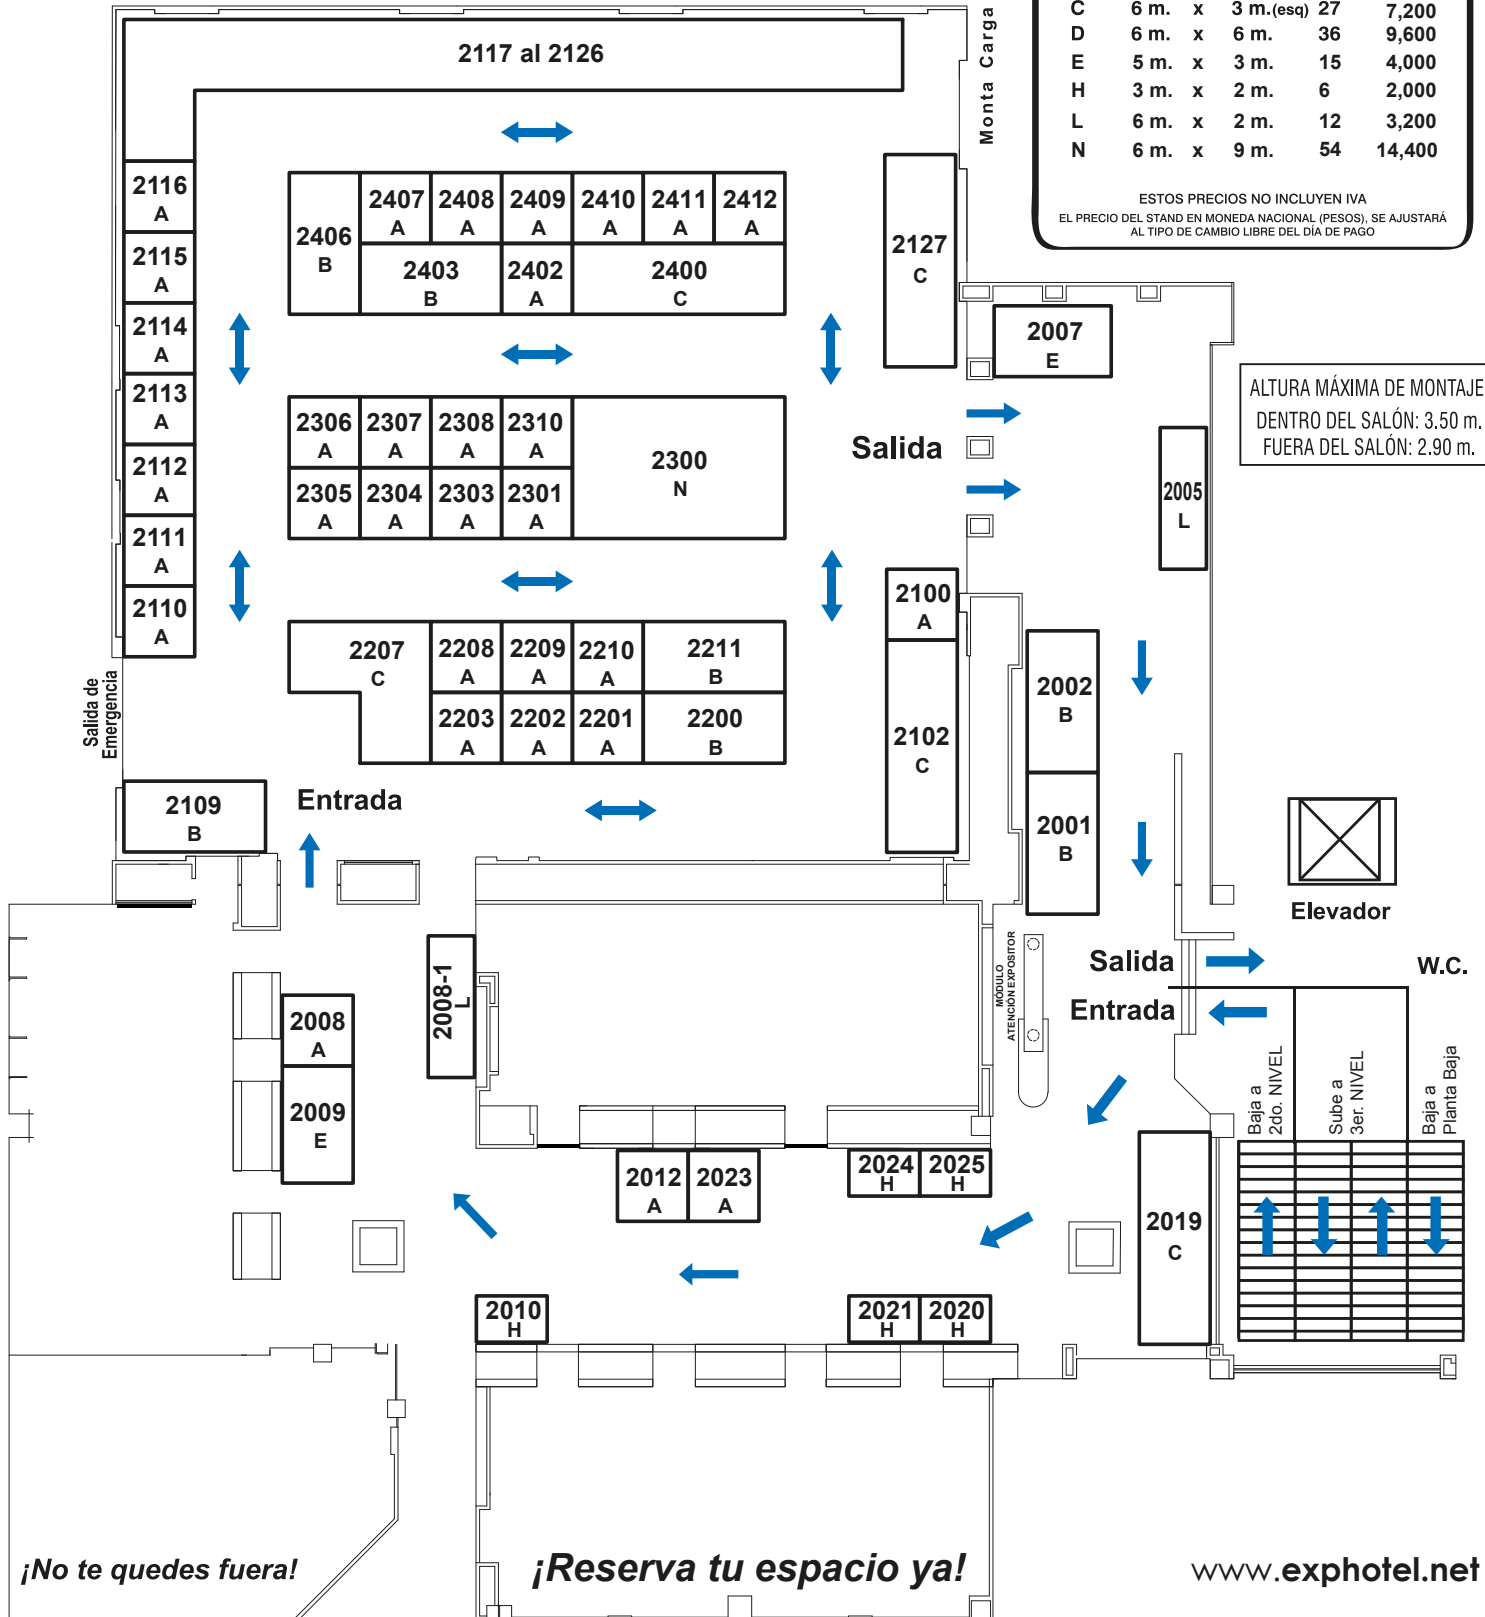 C 6 m. x 3 m.(esq) 27 7,200
D 6 m. x 6 m. 36 9,600
E 5 m. x 3 m. 15 4,000
H 3 m. x 2 m. 6 2,000
L 6 m. x 2 m. 12 3,200
N 6 m. x 9 m. 54 14,400
ESTOS PRECIOS NO INCLUYEN IVA
EL PRECIO DEL STAND EN MONEDA NACIONAL (PESOS), SE AJUSTARÁ
AL TIPO DE CAMBIO LIBRE DEL DÍA DE PAGO
Monta Carga
2117 al 2126
2116
A
2115
A
2114
A
2113
A
2112
A
2111
A
2110
A
2406
B
2407
A
2408
A
2409
A
2410
A
2411
A
2412
A
2403
B
2402
A
2400
C
2127
C
2007
E
ALTURA MÁXIMA DE MONTAJE
DENTRO DEL SALÓN: 3.50 m.
FUERA DEL SALÓN: 2.90 m.
2306
A
2307
A
2308
A
2310
A
2300
N
2305
A
2304
A
2303
A
2301
A
Salida
2005
L
2100
A
2102
C
2207
C
2208
A
2209
A
2210
A
2211
B
2203
A
2202
A
2201
A
2200
B
2002
B
2001
B
Salida de
Emergencia
2109
B
Entrada
Elevador
Salida
W.C.
Entrada
MÓDULO
ATENCIÓN EXPOSITOR
2008-1
L
2008
A
2009
E
Baja a
2do. NIVEL
Sube a
3er. NIVEL
Baja a
Planta Baja
2012
A
2023
A
2024
H
2025
H
2019
C
2010
H
2021
H
2020
H
¡No te quedes fuera!
¡Reserva tu espacio ya!
www.exphotel.net